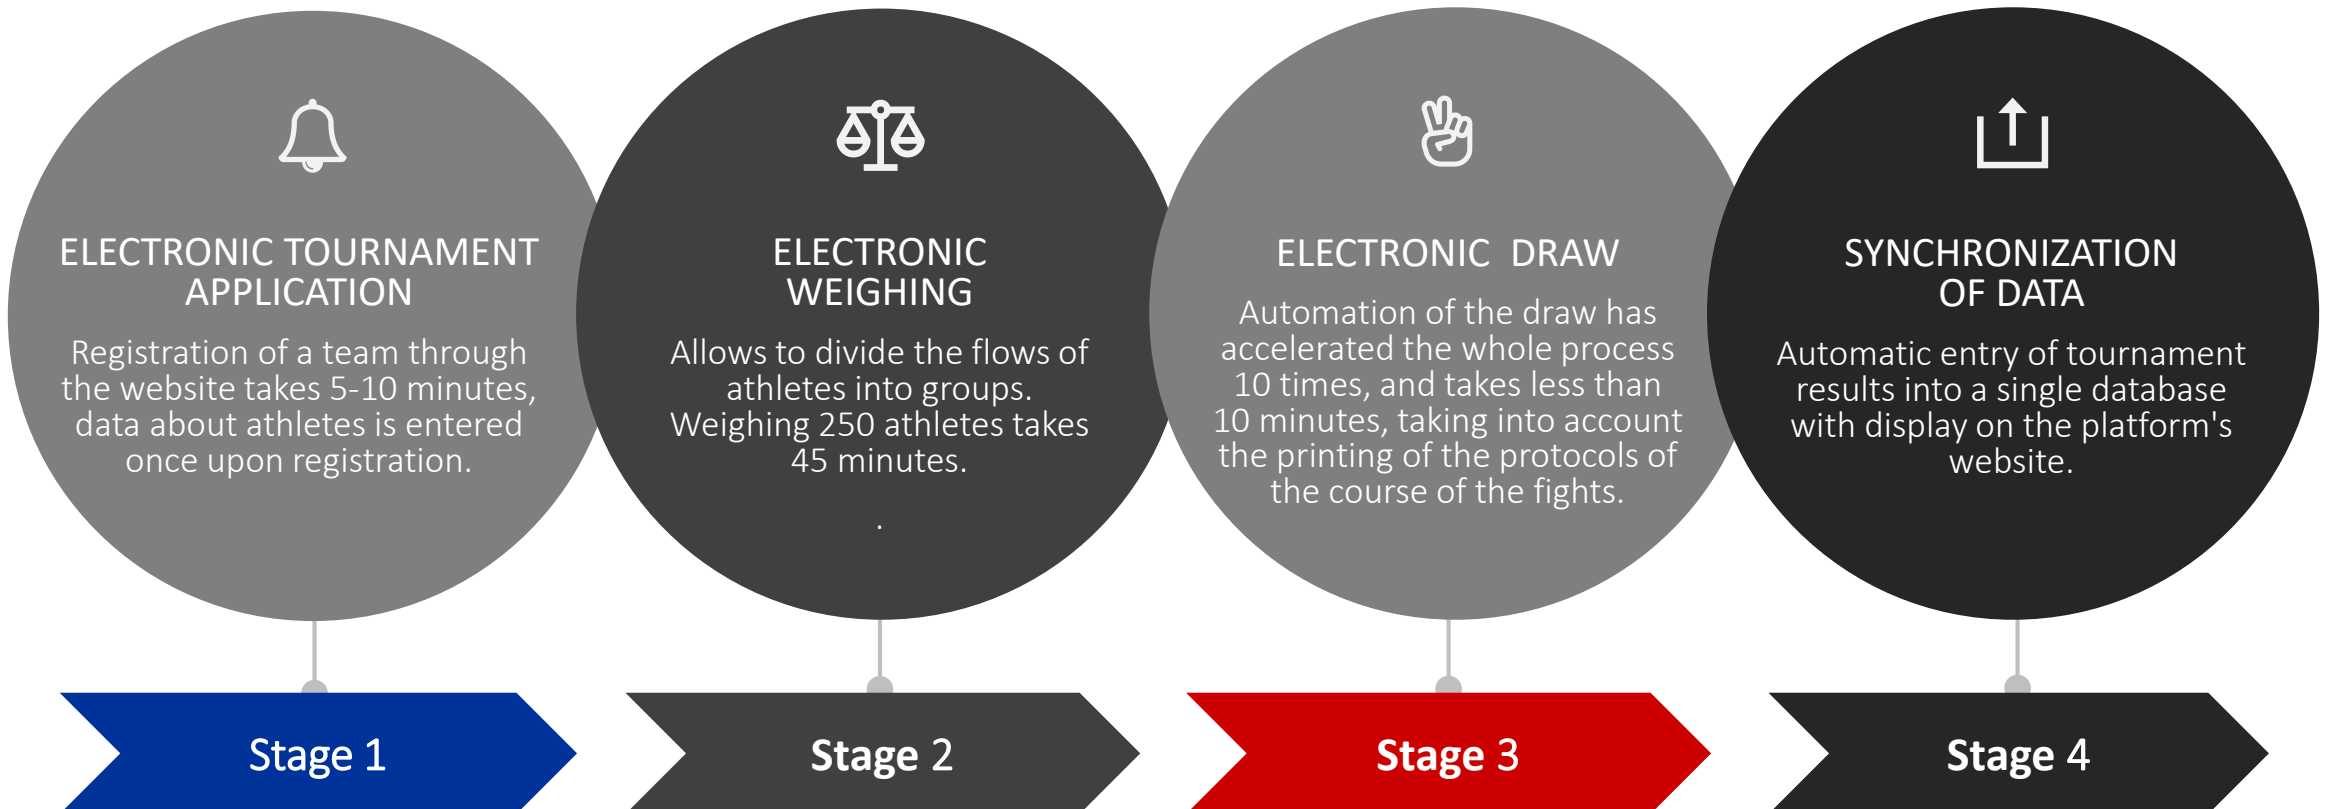 ELECTRONIC TOURNAMENT
APPLICATION
Registration of a team through
the website takes 5-10 minutes,
data about athletes is entered
once upon registration.
ELECTRONIC
WEIGHING
Allows to divide the flows of
athletes into groups.
Weighing 250 athletes takes
45 minutes.
.
ELECTRONIC  DRAW
Automation of the draw has
accelerated the whole process
10 times, and takes less than
10 minutes, taking into account
the printing of the protocols of
the course of the fights.
SYNCHRONIZATION
OF DATA
Automatic entry of tournament
results into a single database
with display on the platform's
website.
Stage 1
Stage 2
Stage 3
Stage 4